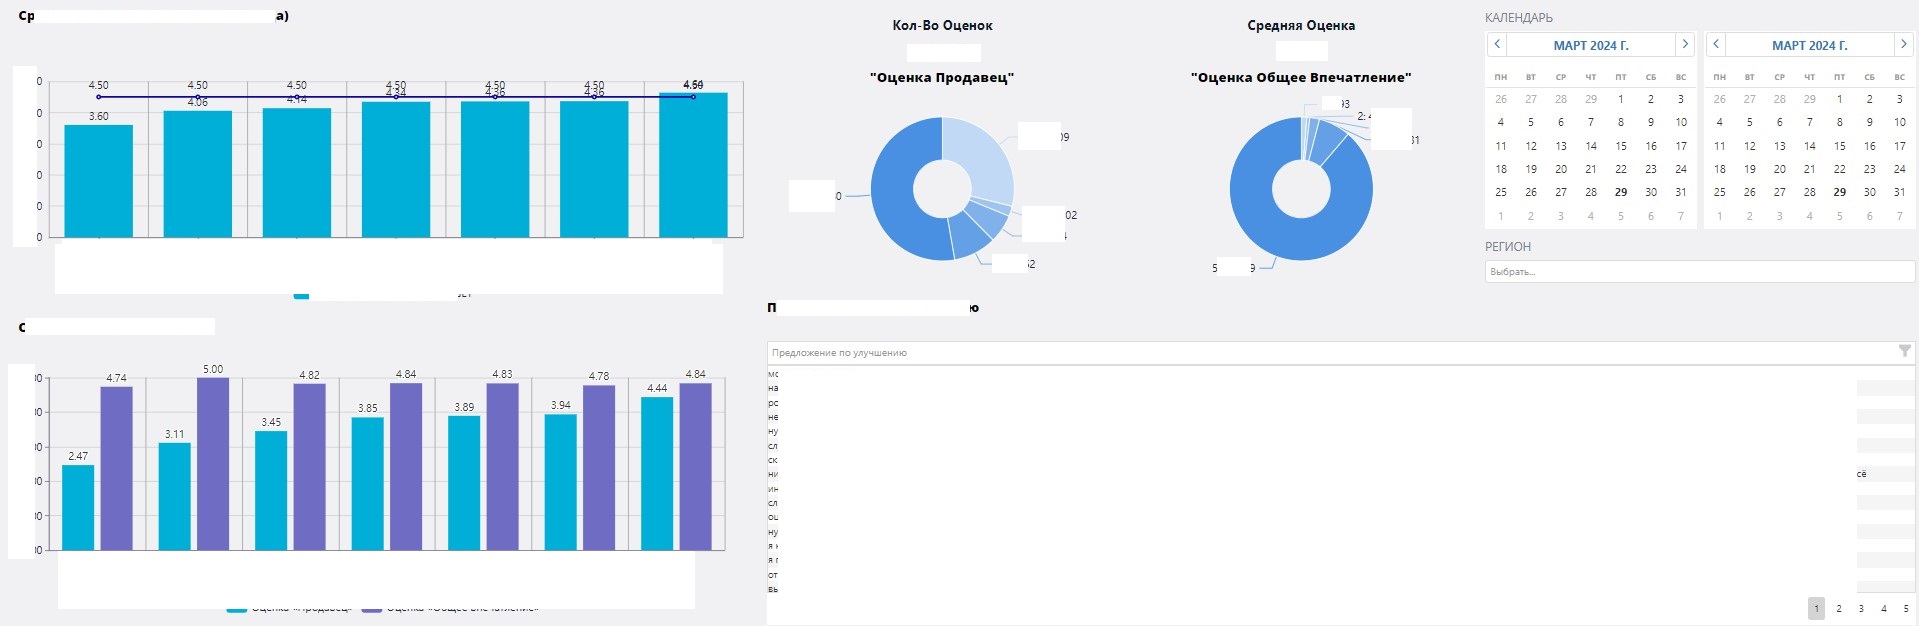 Ср
а)
4.50 4.50 4.50 4.50 4.50 4.50 4.50
3.60 4.06 4.14 4.34 4.36 4.36
0
0
0
0
0
0
С
4.74 5.00 4.82 4.84 4.83 4.78 4.84
2.47 3.11 3.45 3.85 3.89 3.94 4.44
Оценка «Продавец» Оценка «Общее впечатление»
Кол-Во Оценок
"Оценка Продавец"
09
0
02
52
Средняя Оценка
"Оценка Общее Впечатление"
93
2:
31
5 9
П
ю
Предложение по улучшению
мс
на
рс
не
ну
сл
ск
ни
сё
ин
сл
оц
ну
я н
я г
от
вы
1 2 3 4 5
КАЛЕНДАРЬ
МАРТ 2024 Г.
ПН ВТ СР ЧТ ПТ СБ ВС
26 27 28 29 1 2 3
4 5 6 7 8 9 10
11 12 13 14 15 16 17
18 19 20 21 22 23 24
25 26 27 28 29 30 31
1 2 3 4 5 6 7
МАРТ 2024 Г.
ПН ВТ СР ЧТ ПТ СБ ВС
26 27 28 29 1 2 3
4 5 6 7 8 9 10
11 12 13 14 15 16 17
18 19 20 21 22 23 24
25 26 27 28 29 30 31
1 2 3 4 5 6 7
РЕГИОН
Выбрать...